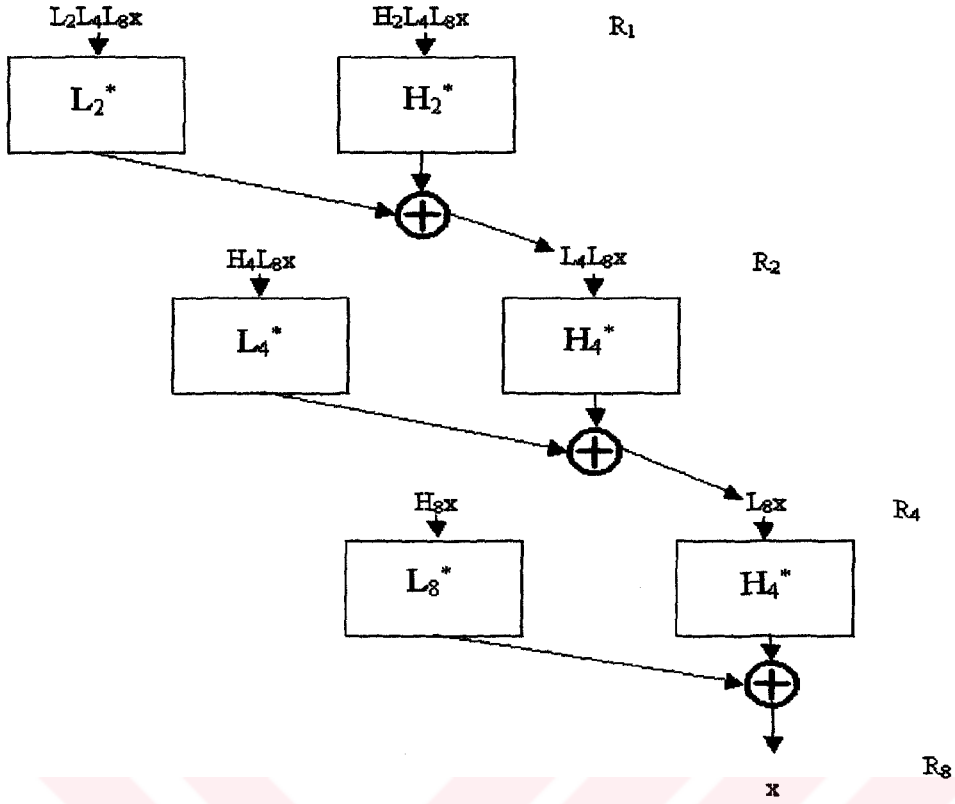 L₂L₄L₈x H₂L₄L₈x R₁
L₂* H₂*
H₄L₈x L₄L₈x R₂
L₄* H₄*
H₈x L₈x R₄
L₈* H₄*
R₈
x